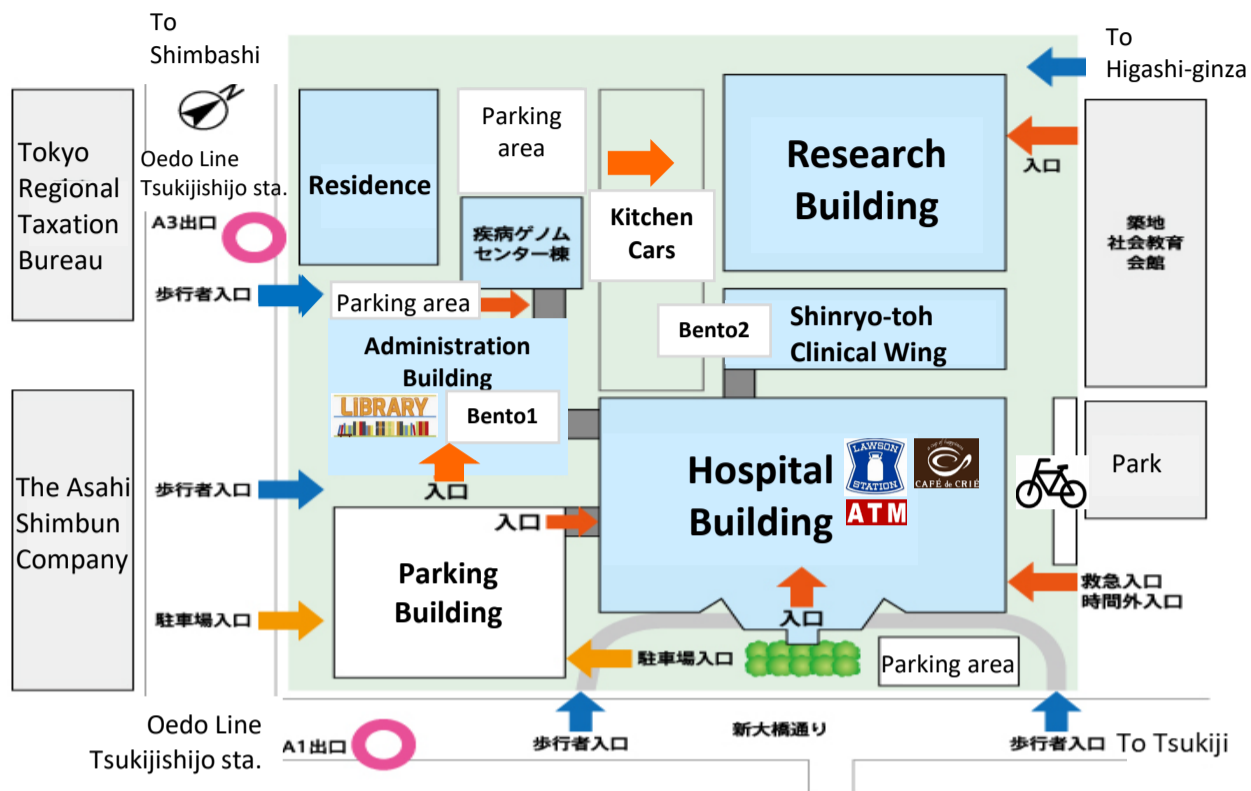 To
Shimbashi
N
To
Higashi-ginza
Tokyo
Regional
Taxation
Bureau
Oedo Line
Tsukijishijo sta.
A3出口
Residence
Parking
area
疾病ゲノム
センター棟
Kitchen
Cars
Research
Building
入口
築地
社会教育
会館
歩行者入口
Parking area
Administration
Building
LIBRARY
Bento1
入口
Bento2
Shinryo-toh
Clinical Wing
The Asahi
Shimbun
Company
歩行者入口
入口
Hospital
Building
LAWSON
STATION
a cup of happiness
CAFÉ de CRIÉ
ATM
Park
Parking
Building
駐車場入口
入口
救急入口
時間外入口
駐車場入口
Parking area
Oedo Line
Tsukijishijo sta.
A1出口
歩行者入口
新大橋通り
歩行者入口
To Tsukiji